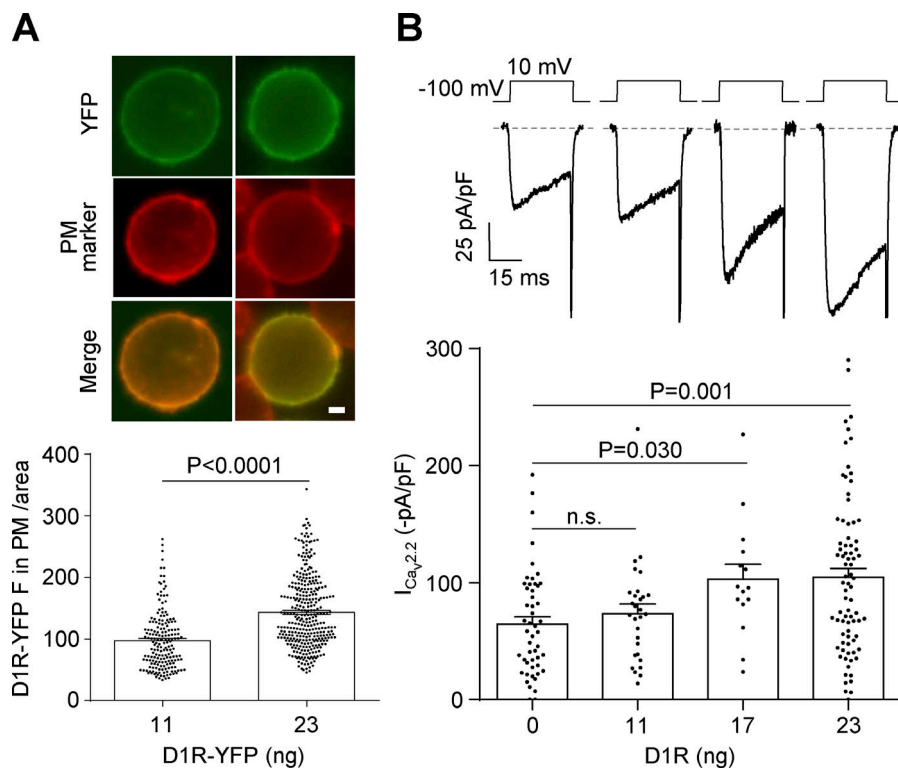 A
YFP
PM
marker
Merge
D1R-YFP F in PM /area
400
300
200
100
0
P<0.0001
11 23
D1R-YFP (ng)
B
10 mV
-100 mV
25 pA/pF
15 ms
I_CaV2.2 (-pA/pF)
300
200
100
0
P=0.001
P=0.030
n.s.
0 11 17 23
D1R (ng)